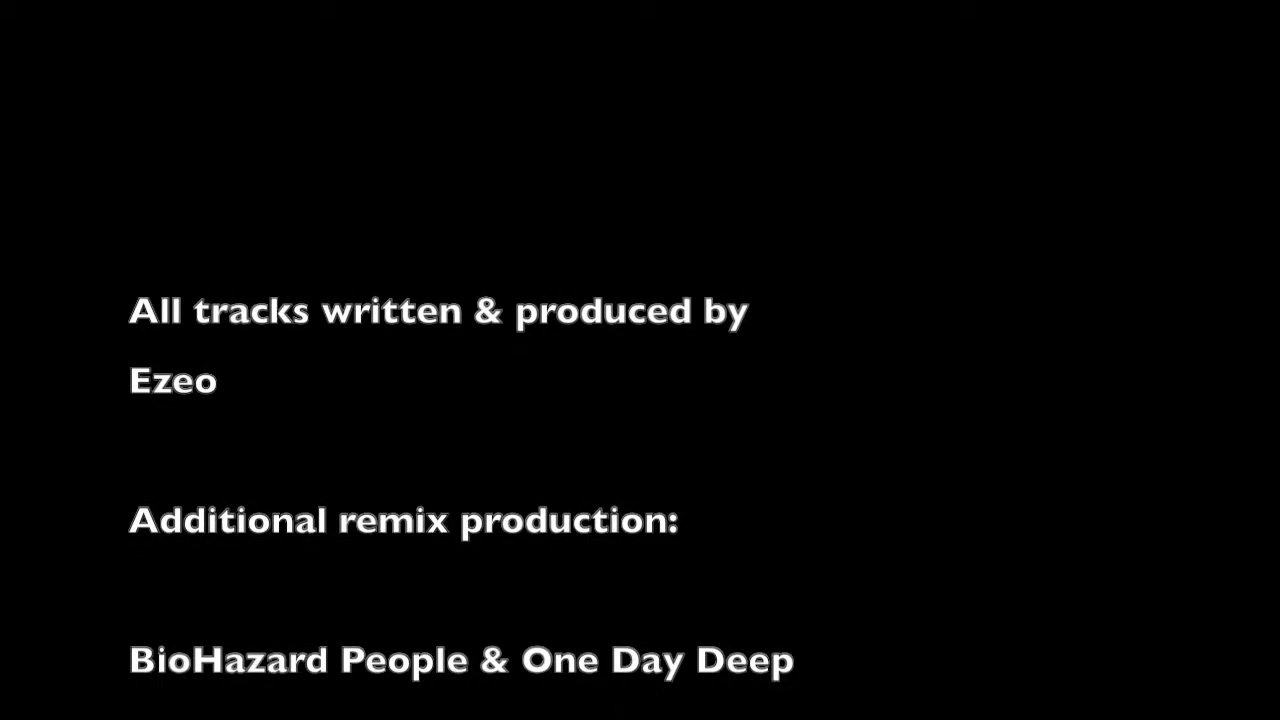 All tracks written & produced by
Ezeo
Additional remix production:
BioHazard People & One Day Deep